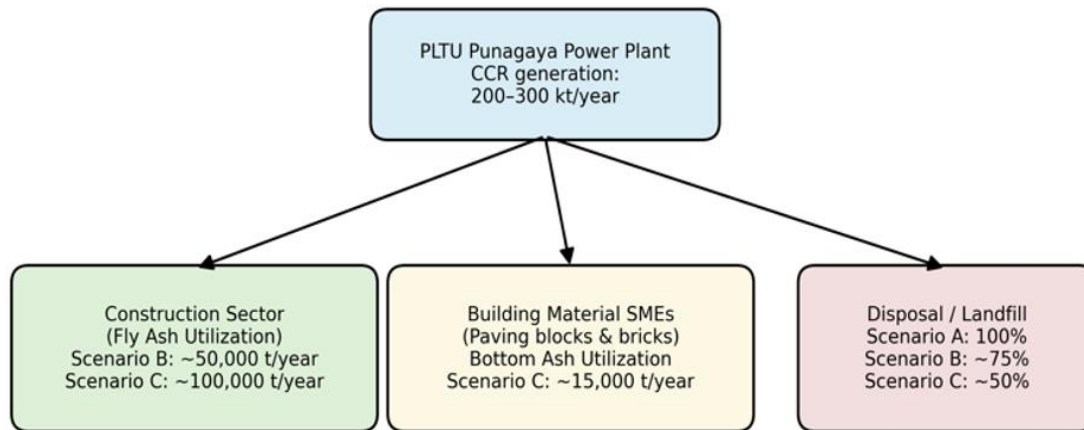 PLTU Punagaya Power Plant
CCR generation:
200–300 kt/year
Construction Sector
(Fly Ash Utilization)
Scenario B: ~50,000 t/year
Scenario C: ~100,000 t/year
Building Material SMEs
(Paving blocks & bricks)
Bottom Ash Utilization
Scenario C: ~15,000 t/year
Disposal / Landfill
Scenario A: 100%
Scenario B: ~75%
Scenario C: ~50%